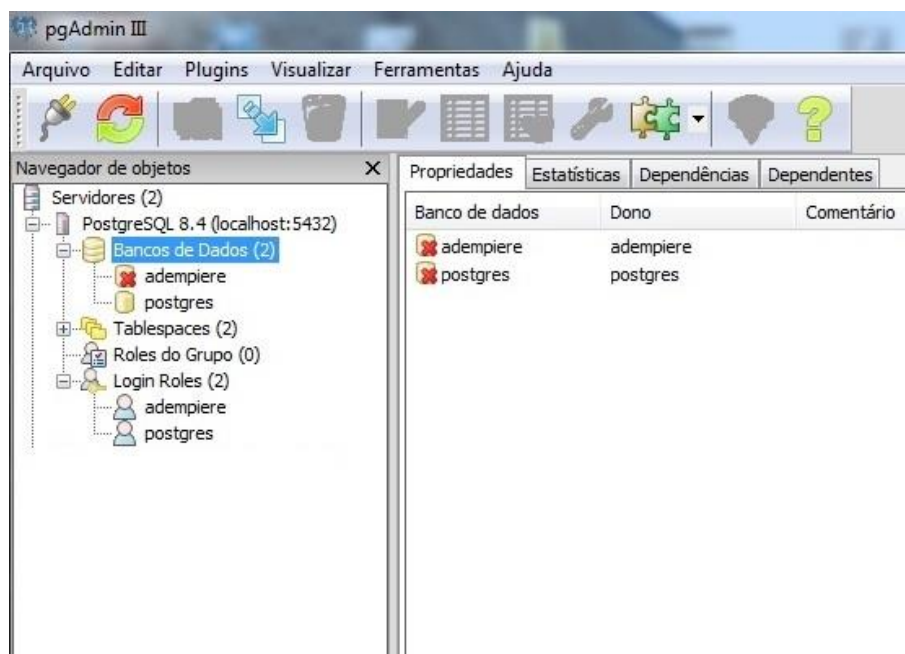 pgAdmin III
Arquivo Editar Plugins Visualizar Ferramentas Ajuda
Navegador de objetos
Servidores (2)
PostgreSQL 8.4 (localhost:5432)
Bancos de Dados (2)
adempiere
postgres
Tablespaces (2)
Roles do Grupo (0)
Login Roles (2)
adempiere
postgres
Propriedades Estatísticas Dependências Dependentes
Banco de dados Dono Comentário
adempiere adempiere
postgres postgres